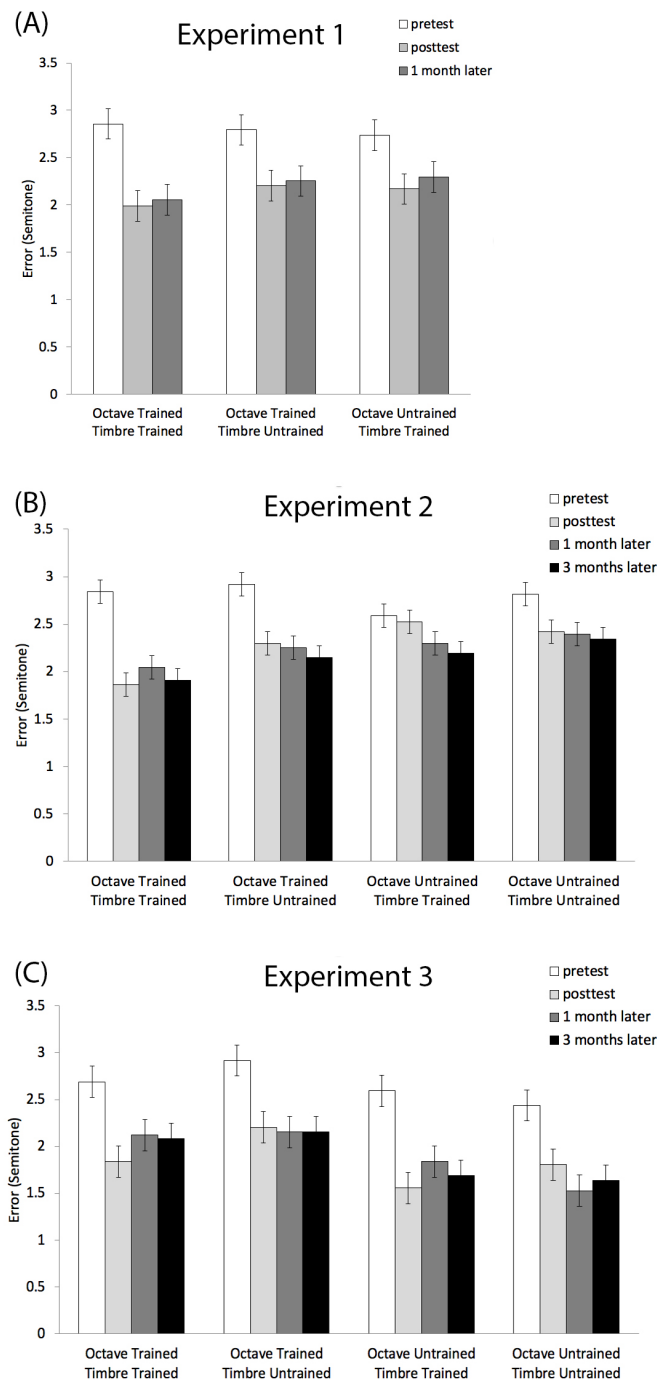 (A)
Experiment 1
pretest
posttest
1 month later
3.5
3
2.5
2
1.5
1
0.5
0
Error (Semitone)
Octave Trained
Timbre Trained
Octave Trained
Timbre Untrained
Octave Untrained
Timbre Trained
(B)
Experiment 2
pretest
posttest
1 month later
3 months later
3.5
3
2.5
2
1.5
1
0.5
0
Error (Semitone)
Octave Trained
Timbre Trained
Octave Trained
Timbre Untrained
Octave Untrained
Timbre Trained
Octave Untrained
Timbre Untrained
(C)
Experiment 3
pretest
posttest
1 month later
3 months later
3.5
3
2.5
2
1.5
1
0.5
0
Error (Semitone)
Octave Trained
Timbre Trained
Octave Trained
Timbre Untrained
Octave Untrained
Timbre Trained
Octave Untrained
Timbre Untrained